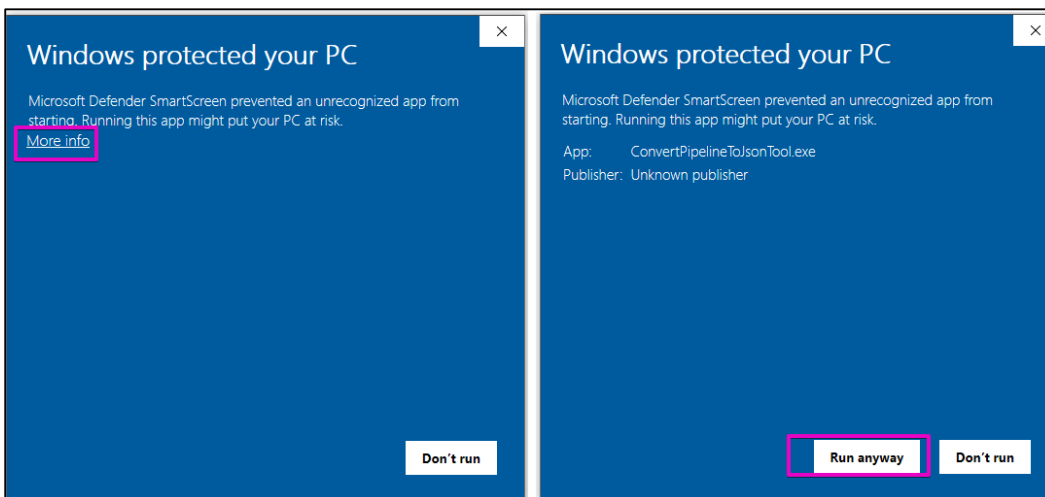 Windows protected your PC
Microsoft Defender SmartScreen prevented an unrecognized app from
starting. Running this app might put your PC at risk.
More info
Don't run
Windows protected your PC
Microsoft Defender SmartScreen prevented an unrecognized app from
starting. Running this app might put your PC at risk.
App: ConvertPipelineToJsonTool.exe
Publisher: Unknown publisher
Run anyway
Don't run